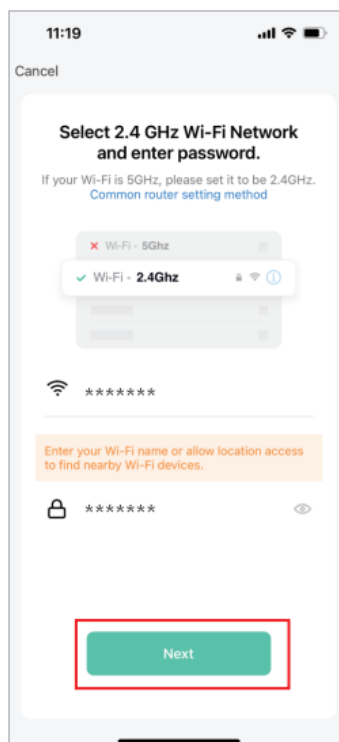 11:19
Cancel
Select 2.4 GHz Wi-Fi Network
and enter password.
If your Wi-Fi is 5GHz, please set it to be 2.4GHz.
Common router setting method
Wi-Fi - 5Ghz
Wi-Fi - 2.4Ghz
*******
Enter your Wi-Fi name or allow location access
to find nearby Wi-Fi devices.
*******
Next